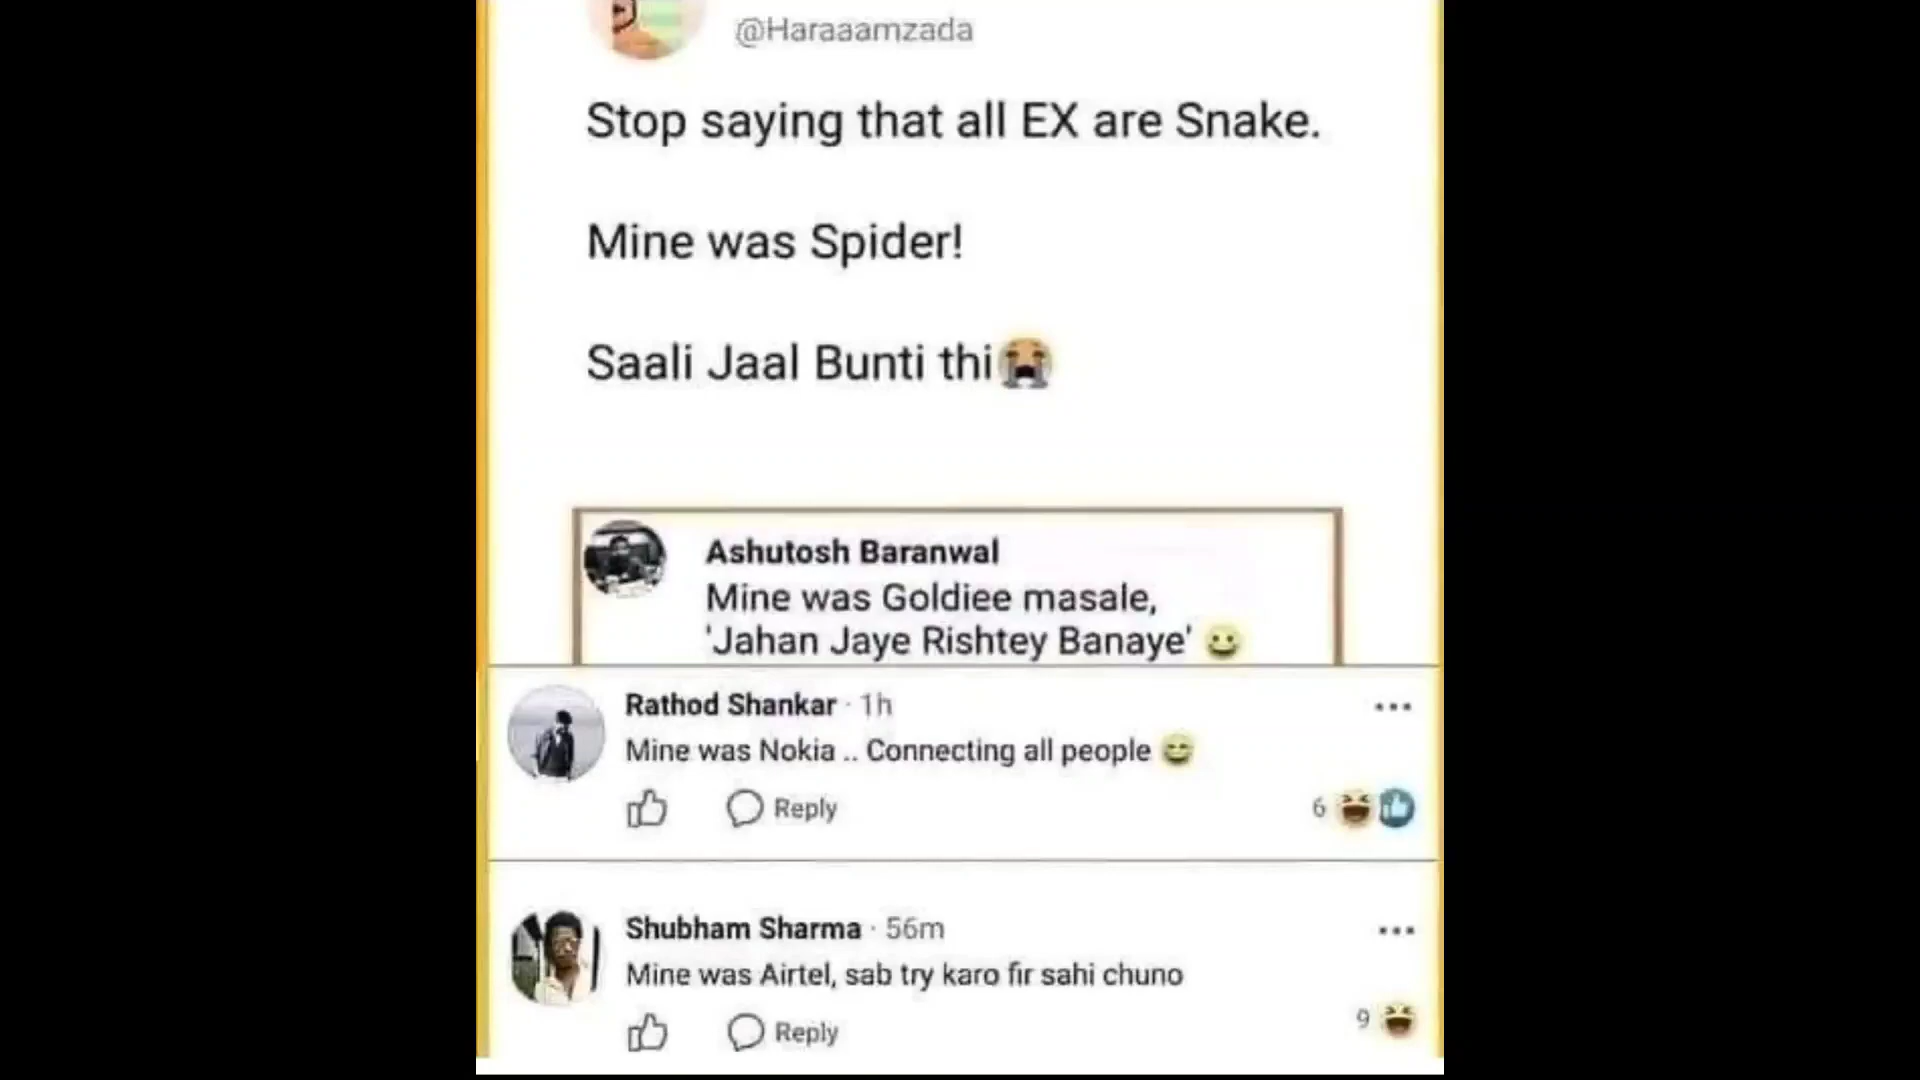 @Haraaamzada
Stop saying that all EX are Snake.
Mine was Spider!
Saali Jaal Bunti thi😭
Ashutosh Baranwal
Mine was Goldiee masale,
'Jahan Jaye Rishtey Banaye' 😀
Rathod Shankar · 1h
Mine was Nokia .. Connecting all people 😄
Reply
6
Shubham Sharma · 56m
Mine was Airtel, sab try karo fir sahi chuno
Reply
9